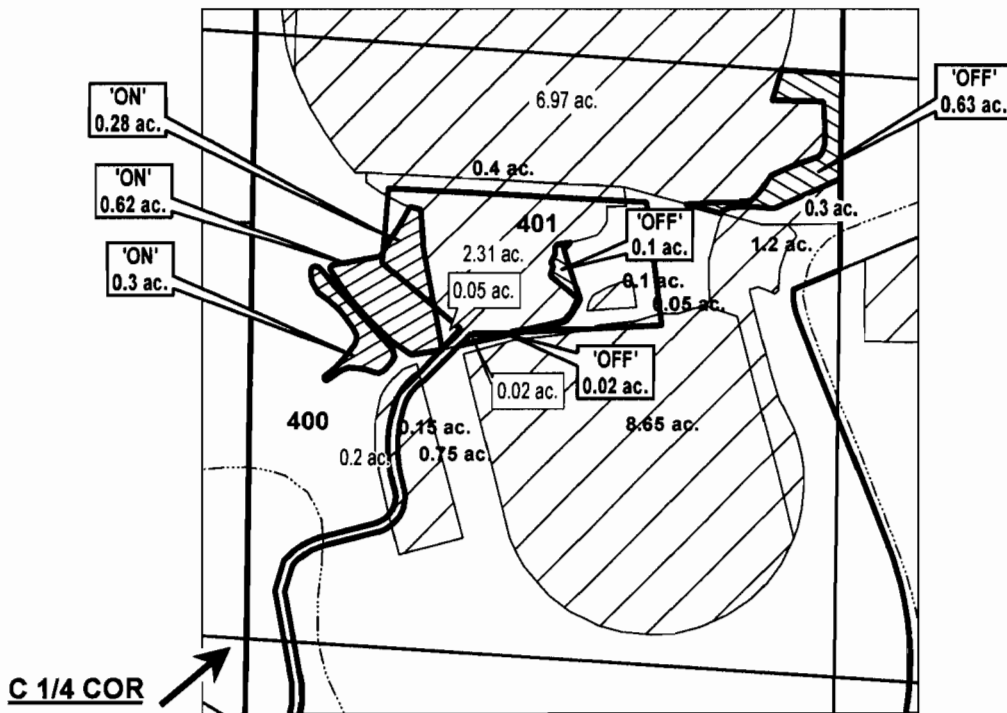 'ON'
0.28 ac.
'ON'
0.62 ac.
'ON'
0.3 ac.
6.97 ac.
'OFF'
0.63 ac.
0.4 ac.
401
'OFF'
0.1 ac.
0.3 ac.
1.2 ac.
2.31 ac.
0.1 ac.
0.05 ac.
0.05 ac.
'OFF'
0.02 ac.
0.02 ac.
400
0.15 ac.
8.65 ac.
0.2 ac.
0.75 ac.
C 1/4 COR